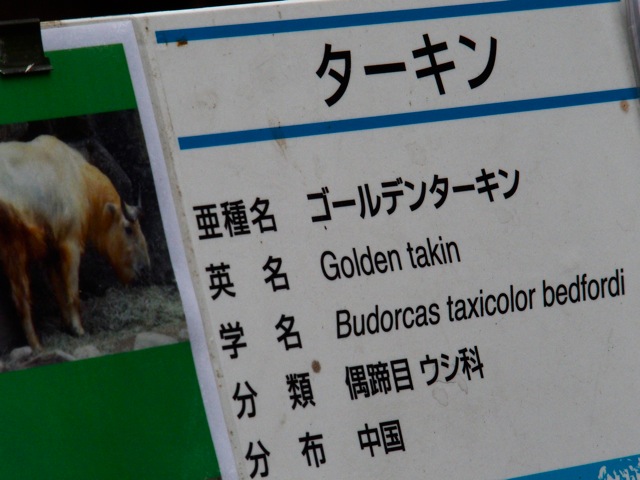 ターキン
亜種名 ゴールデンターキン
英名 Golden takin
学名 Budorcas taxicolor bedfordi
分類 偶蹄目 ウシ科
分布 中国